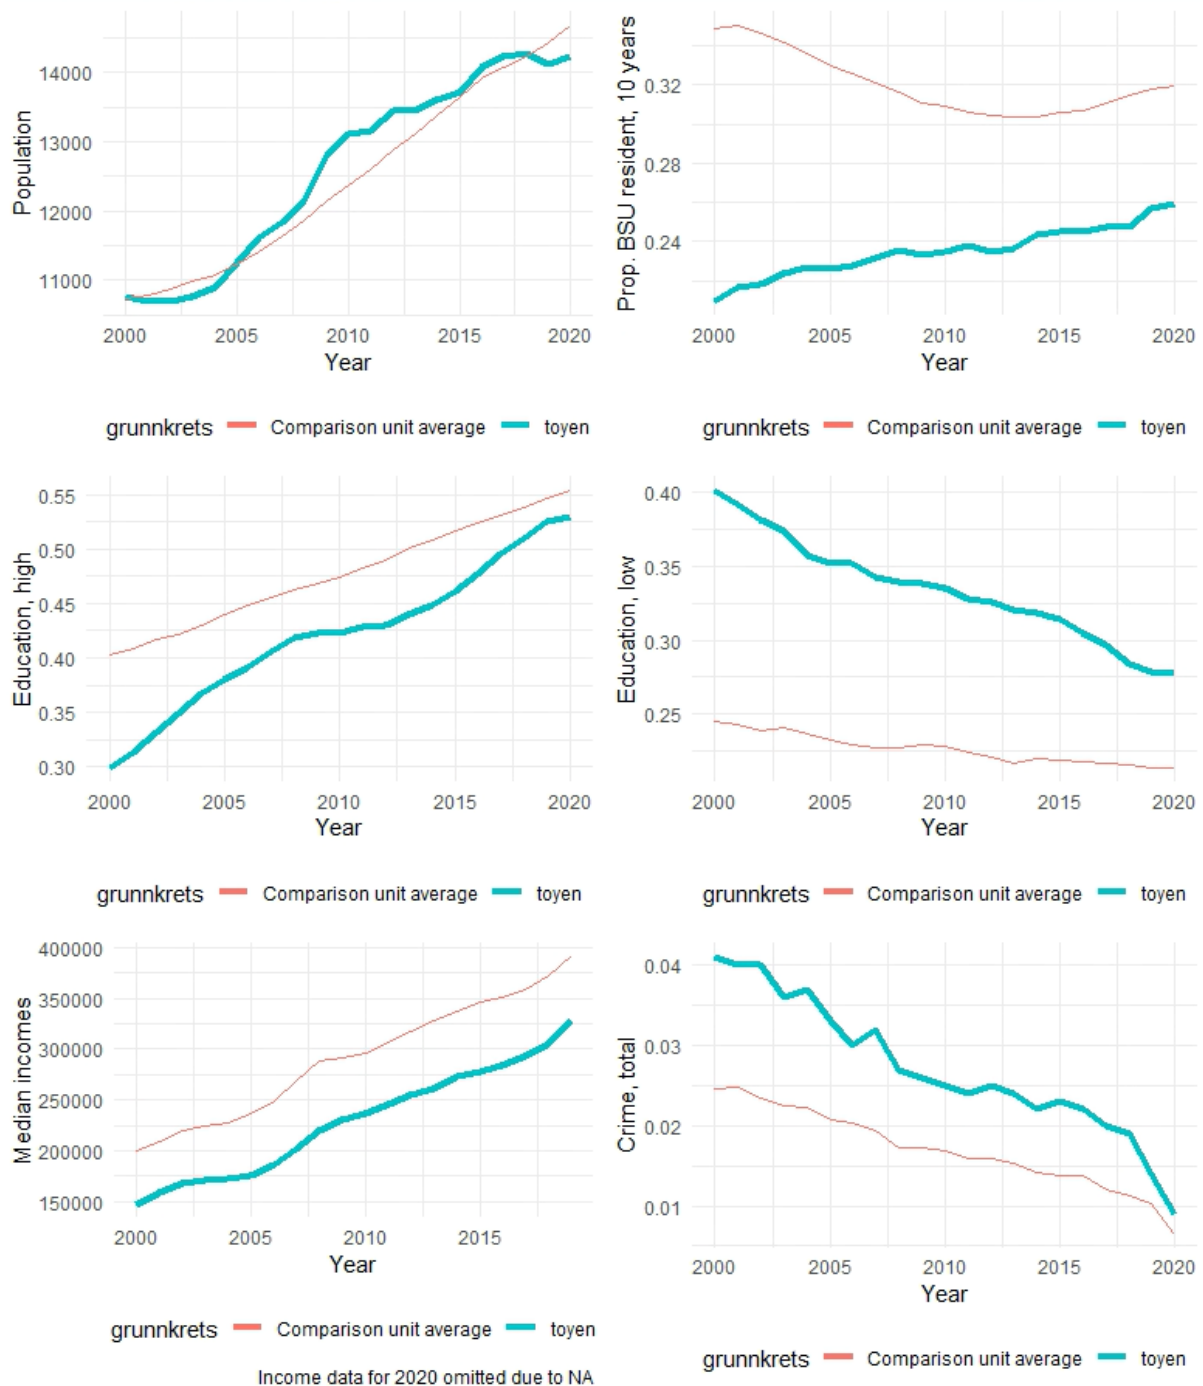 Population
14000
13000
12000
11000
2000 2005 2010 2015 2020
Year
grunnkrets Comparison unit average toyen
Prop. BSU resident, 10 years
0.32
0.28
0.24
2000 2005 2010 2015 2020
Year
grunnkrets Comparison unit average toyen
Education, high
0.55
0.50
0.45
0.40
0.35
0.30
2000 2005 2010 2015 2020
Year
grunnkrets Comparison unit average toyen
Education, low
0.40
0.35
0.30
0.25
2000 2005 2010 2015 2020
Year
grunnkrets Comparison unit average toyen
Median incomes
400000
350000
300000
250000
200000
150000
2000 2005 2010 2015
Year
grunnkrets Comparison unit average toyen
Income data for 2020 omitted due to NA
Crime, total
0.04
0.03
0.02
0.01
2000 2005 2010 2015 2020
Year
grunnkrets Comparison unit average toyen